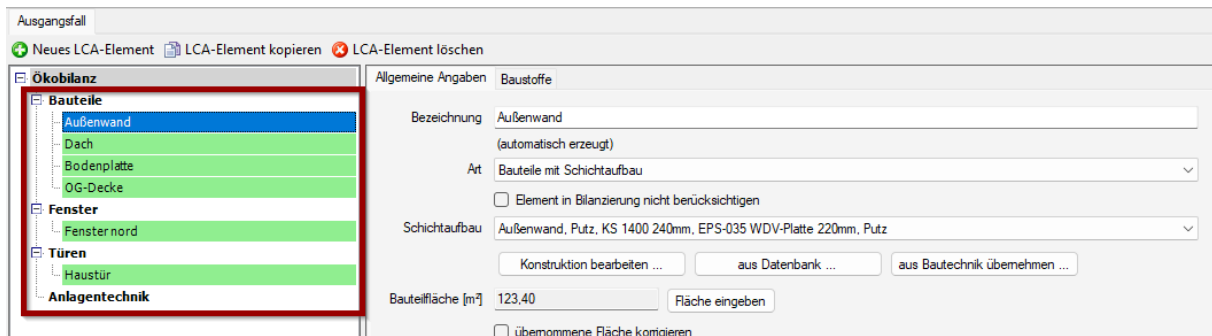 Ausgangsfall
Neues LCA-Element LCA-Element kopieren LCA-Element löschen
Ökobilanz
Bauteile
Außenwand
Dach
Bodenplatte
OG-Decke
Fenster
Fenster nord
Türen
Haustür
Anlagentechnik
Allgemeine Angaben Baustoffe
Bezeichnung Außenwand
(automatisch erzeugt)
Art Bauteile mit Schichtaufbau
Element in Bilanzierung nicht berücksichtigen
Schichtaufbau Außenwand, Putz, KS 1400 240mm, EPS-035 WDV-Platte 220mm, Putz
Konstruktion bearbeiten ... aus Datenbank ... aus Bautechnik übernehmen ...
Bauteilfläche [m²] 123,40 Fläche eingeben
übernommene Fläche korrigieren